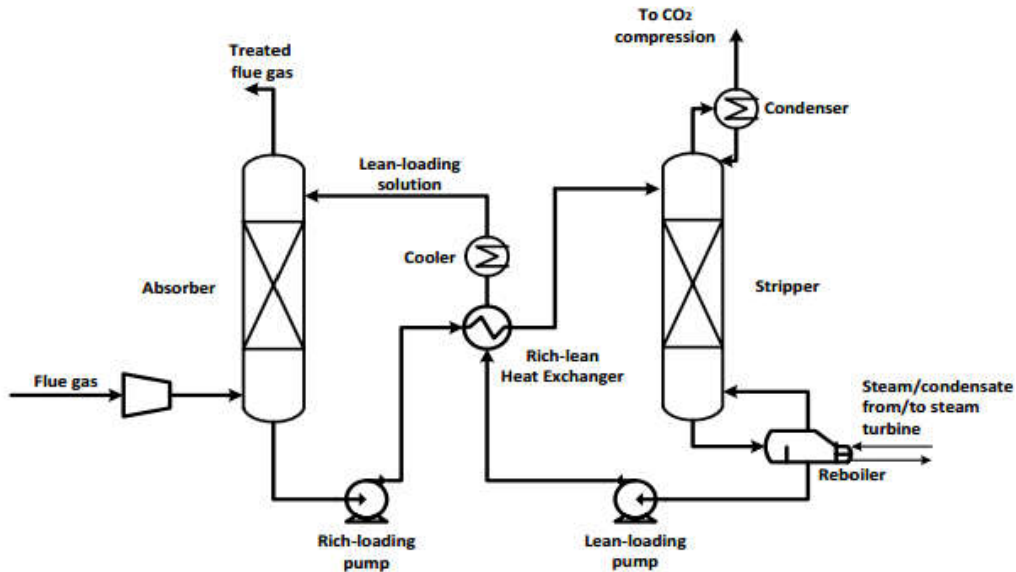 To CO₂
compression
Treated
flue gas
Condenser
Lean-loading
solution
Cooler
Absorber
Stripper
Rich-lean
Heat Exchanger
Flue gas
Steam/condensate
from/to steam
turbine
Reboiler
Rich-loading
pump
Lean-loading
pump